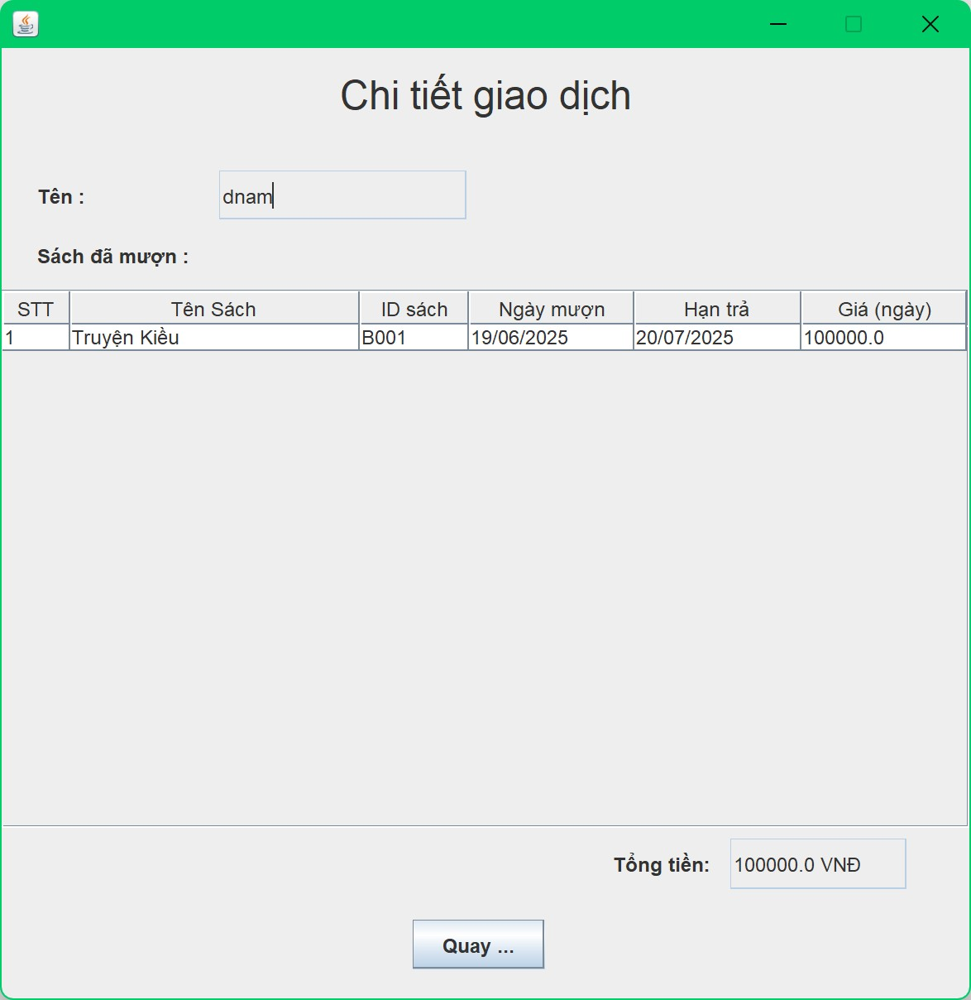 Chi tiết giao dịch
Tên : dnam
Sách đã mượn :
STT Tên Sách ID sách Ngày mượn Hạn trả Giá (ngày)
1 Truyện Kiều B001 19/06/2025 20/07/2025 100000.0
Tổng tiền: 100000.0 VNĐ
Quay ...